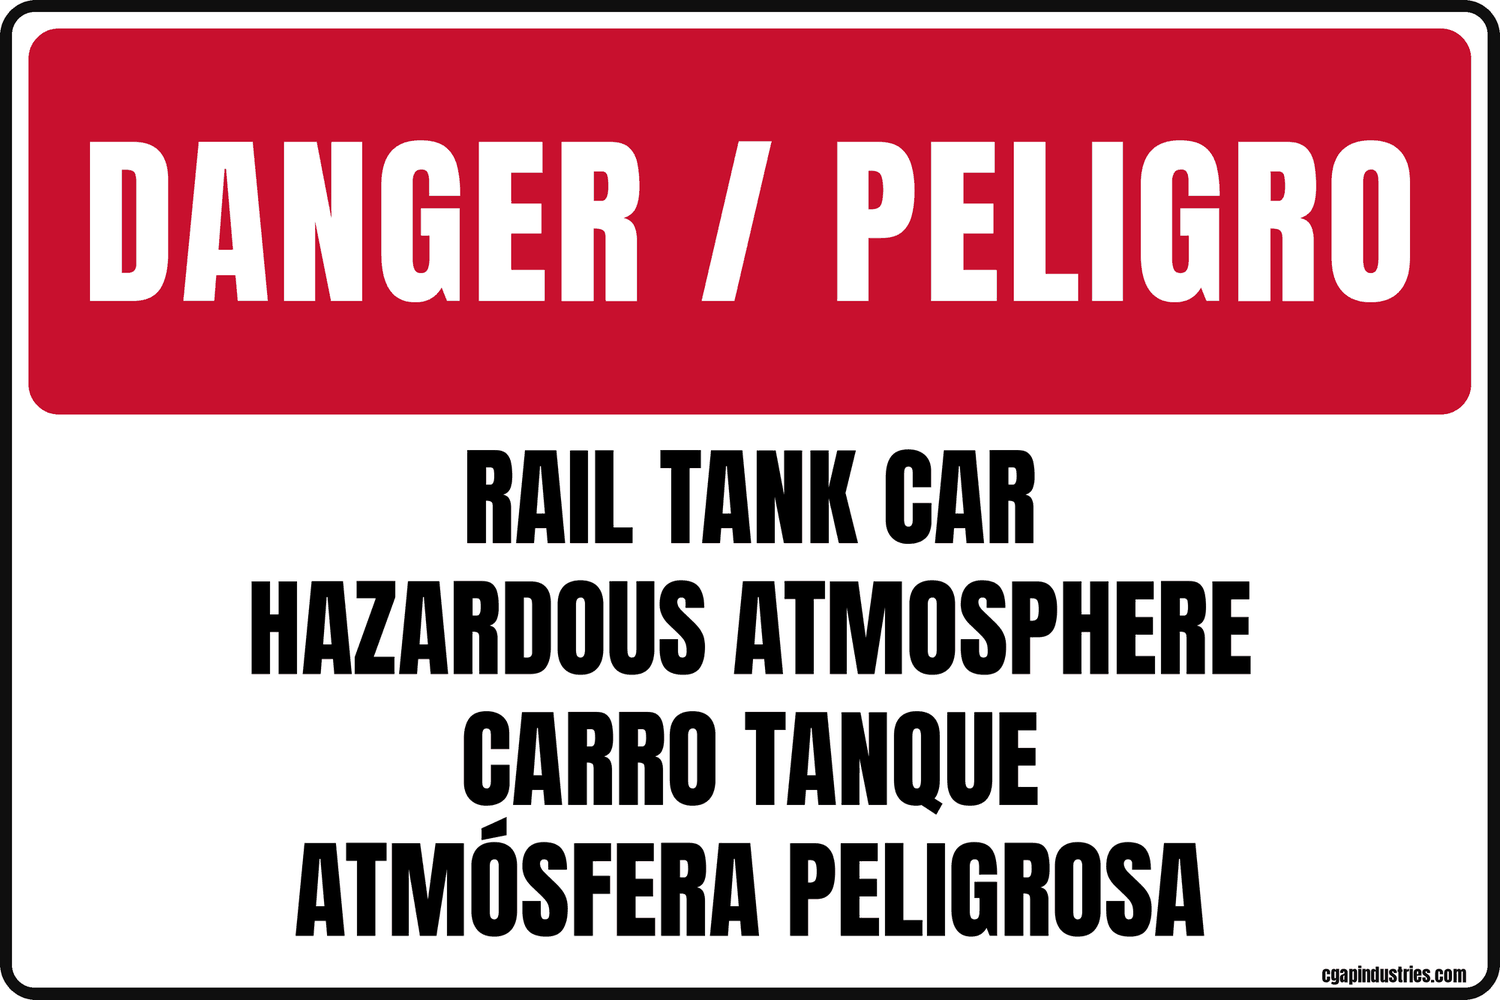 DANGER / PELIGRO
RAIL TANK CAR
HAZARDOUS ATMOSPHERE
CARRO TANQUE
ATMÓSFERA PELIGROSA
cgapindustries.com